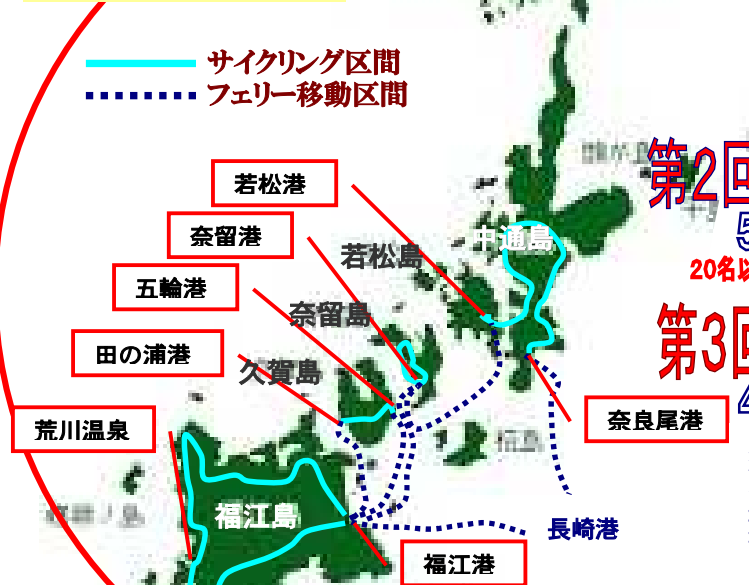 サイクリング区間
フェリー移動区間
若松港
奈留港
五輪港
田の浦港
荒川温泉
若松島
奈留島
久賀島
中通島
福江島
第2回
20名以
第3回
奈良尾港
椛島
長崎港
福江港